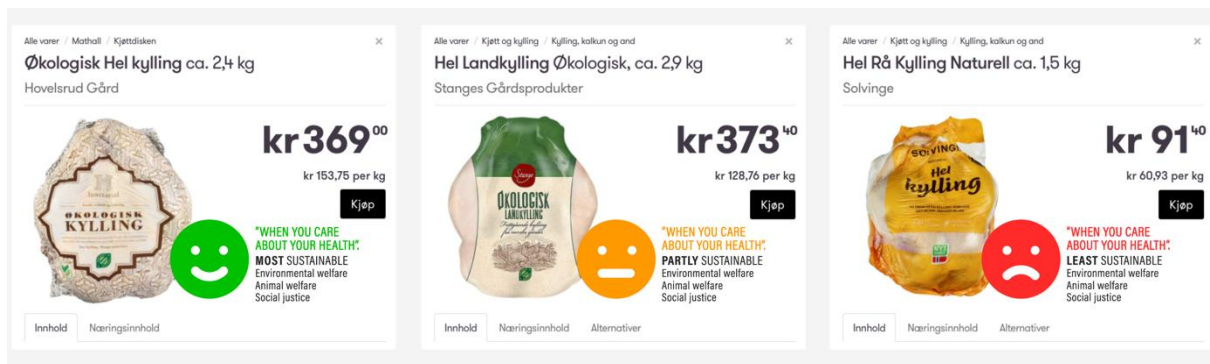 Alle varer / Mathall / Kjøttdisken
×
Økologisk Hel kylling ca. 2,4 kg
Hovelsrud Gård
kr 369⁰⁰
kr 153,75 per kg
Kjøp
ØKOLOGISK
KYLLING
"WHEN YOU CARE
ABOUT YOUR HEALTH".
MOST SUSTAINABLE
Environmental welfare
Animal welfare
Social justice
Innhold
Næringsinnhold
Alle varer / Kjøtt og kylling / Kylling, kalkun og and
×
Hel Landkylling Økologisk, ca. 2,9 kg
Stanges Gårdsprodukter
kr 373⁴⁰
kr 128,76 per kg
Kjøp
Stange
ØKOLOGISK
LANDKYLLING
"WHEN YOU CARE
ABOUT YOUR HEALTH".
PARTLY SUSTAINABLE
Environmental welfare
Animal welfare
Social justice
Innhold
Næringsinnhold
Alternativer
Alle varer / Kjøtt og kylling / Kylling, kalkun og and
×
Hel Rå Kylling Naturell ca. 1,5 kg
Solvinge
kr 91⁴⁰
kr 60,93 per kg
Kjøp
SOLVINGE
Hel
kylling
"WHEN YOU CARE
ABOUT YOUR HEALTH".
LEAST SUSTAINABLE
Environmental welfare
Animal welfare
Social justice
Innhold
Næringsinnhold
Alternativer